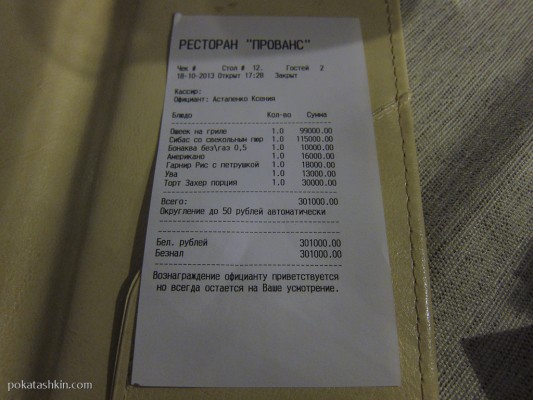 РЕСТОРАН "ПРОВАНС"
Чек # Стол # 12. Гостей 2
18-10-2013 Открыт 17:26 Закрыт
Кассир:
Официант: Астапенко Ксения
Блюдо Кол-во Сумма
Ошеек на гриле 1.0 99000.00
Сибас со свекольным пюр 1.0 115000.00
Бонаква без\газ 0,5 1.0 10000.00
Американо 1.0 16000.00
Гарнир Рис с петрушкой 1.0 18000.00
Ува 1.0 13000.00
Торт Захер порция 1.0 30000.00
Всего: 301000.00
Округление до 50 рублей автоматически
Бел. рублей 301000.00
Безнал 301000.00
Вознаграждение официанту приветствуется
но всегда остается на Ваше усмотрение.
pokatashkin.com